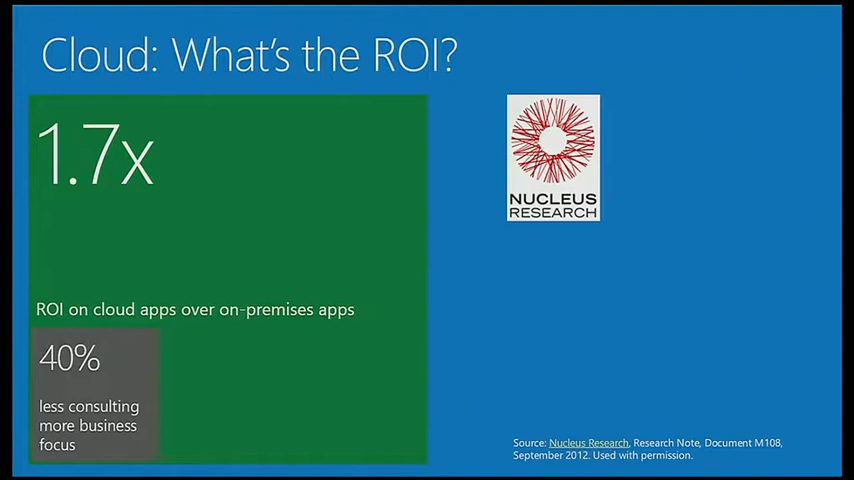 Cloud: What's the ROI?
1.7x
ROI on cloud apps over on-premises apps
40%
less consulting
more business
focus
NUCLEUS
RESEARCH
Source: Nucleus Research, Research Note, Document M108,
September 2012. Used with permission.